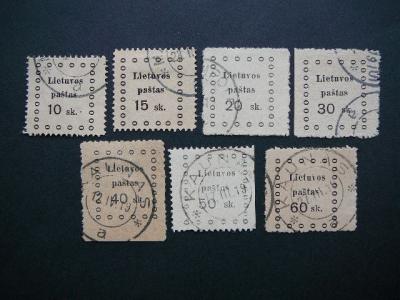 Lietuvos
paštas
10 sk.
Lietuvos
paštas
15 sk.
Lietuvos
paštas
20 sk.
Lietuvos
paštas
30 sk.
Lietuvos
paštas
40 sk.
Lietuvos
paštas
50 sk.
Lietuvos
paštas
60 sk.